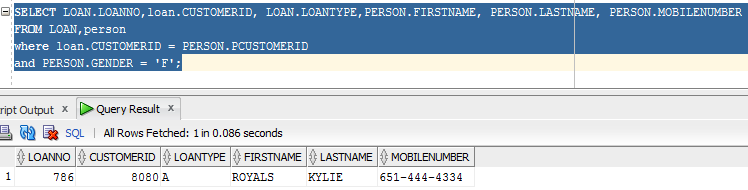 SELECT LOAN.LOANNO,loan.CUSTOMERID, LOAN.LOANTYPE,PERSON.FIRSTNAME, PERSON.LASTNAME, PERSON.MOBILENUMBER
FROM LOAN,person
where loan.CUSTOMERID = PERSON.PCUSTOMERID
and PERSON.GENDER = 'F';
ript Output x Query Result x
SQL | All Rows Fetched: 1 in 0.086 seconds
LOANNO CUSTOMERID LOANTYPE FIRSTNAME LASTNAME MOBILENUMBER
1 786 8080 A ROYALS KYLIE 651-444-4334